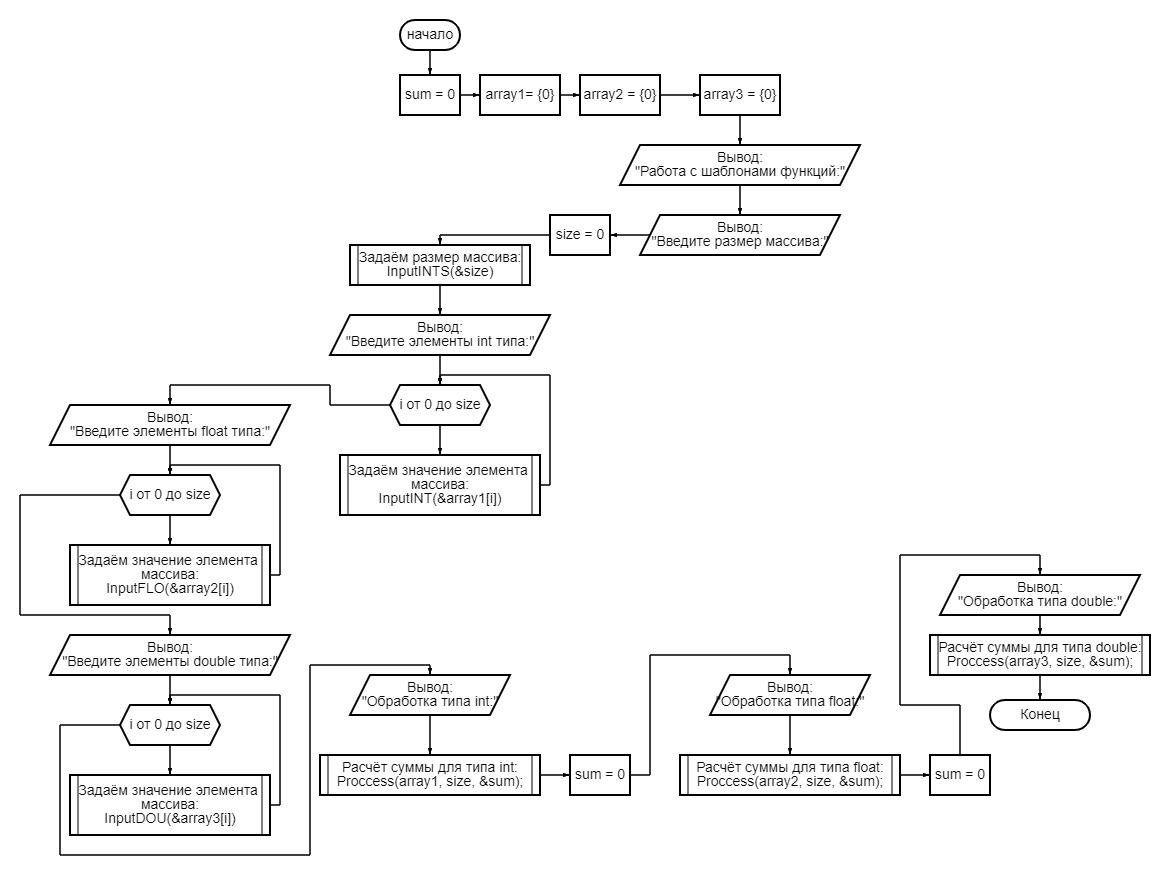 начало
sum = 0
array1= {0}
array2 = {0}
array3 = {0}
Вывод:
"Работа с шаблонами функций:"
Вывод:
"Введите размер массива:"
size = 0
Задаём размер массива:
InputINTS(&size)
Вывод:
"Введите элементы int типа:"
i от 0 до size
Задаём значение элемента
массива:
InputINT(&array1[i])
Вывод:
"Введите элементы float типа:"
i от 0 до size
Задаём значение элемента
массива:
InputFLO(&array2[i])
Вывод:
"Введите элементы double типа:"
i от 0 до size
Задаём значение элемента
массива:
InputDOU(&array3[i])
Вывод:
"Обработка типа int:"
Расчёт суммы для типа int:
Proccess(array1, size, &sum);
sum = 0
Вывод:
"Обработка типа float:"
Расчёт суммы для типа float:
Proccess(array2, size, &sum);
sum = 0
Вывод:
"Обработка типа double:"
Расчёт суммы для типа double:
Proccess(array3, size, &sum);
Конец